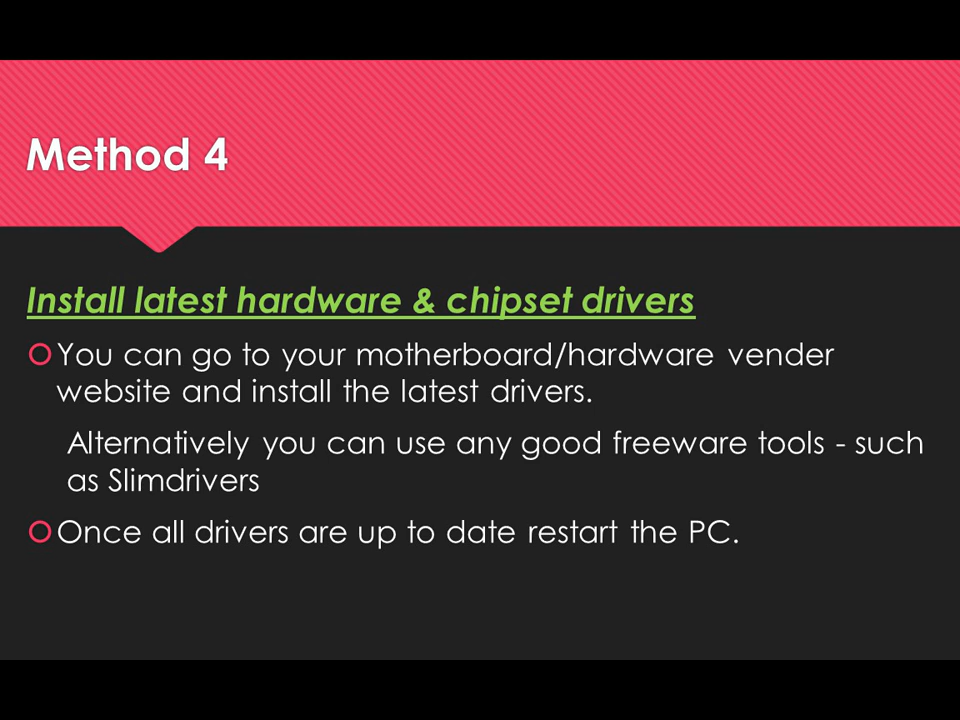 Method 4
Install latest hardware & chipset drivers
You can go to your motherboard/hardware vender
website and install the latest drivers.
Alternatively you can use any good freeware tools - such
as Slimdrivers
Once all drivers are up to date restart the PC.